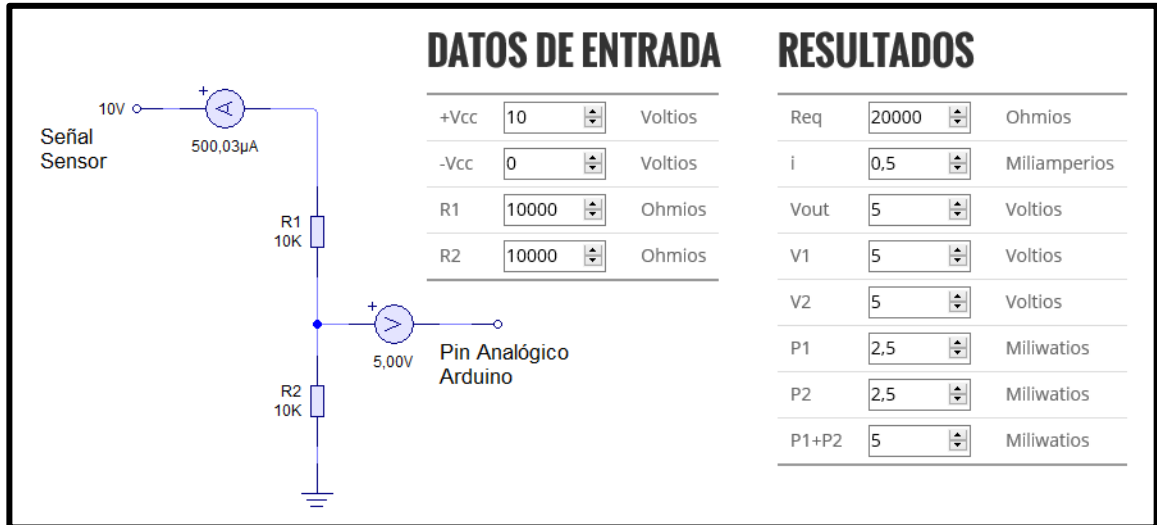 10V
+
A
500,03µA
Señal
Sensor
R1
10K
+
V
5,00V
Pin Analógico
Arduino
R2
10K
DATOS DE ENTRADA
+Vcc 10 Voltios
-Vcc 0 Voltios
R1 10000 Ohmios
R2 10000 Ohmios
RESULTADOS
Req 20000 Ohmios
i 0,5 Miliamperios
Vout 5 Voltios
V1 5 Voltios
V2 5 Voltios
P1 2,5 Miliwatios
P2 2,5 Miliwatios
P1+P2 5 Miliwatios